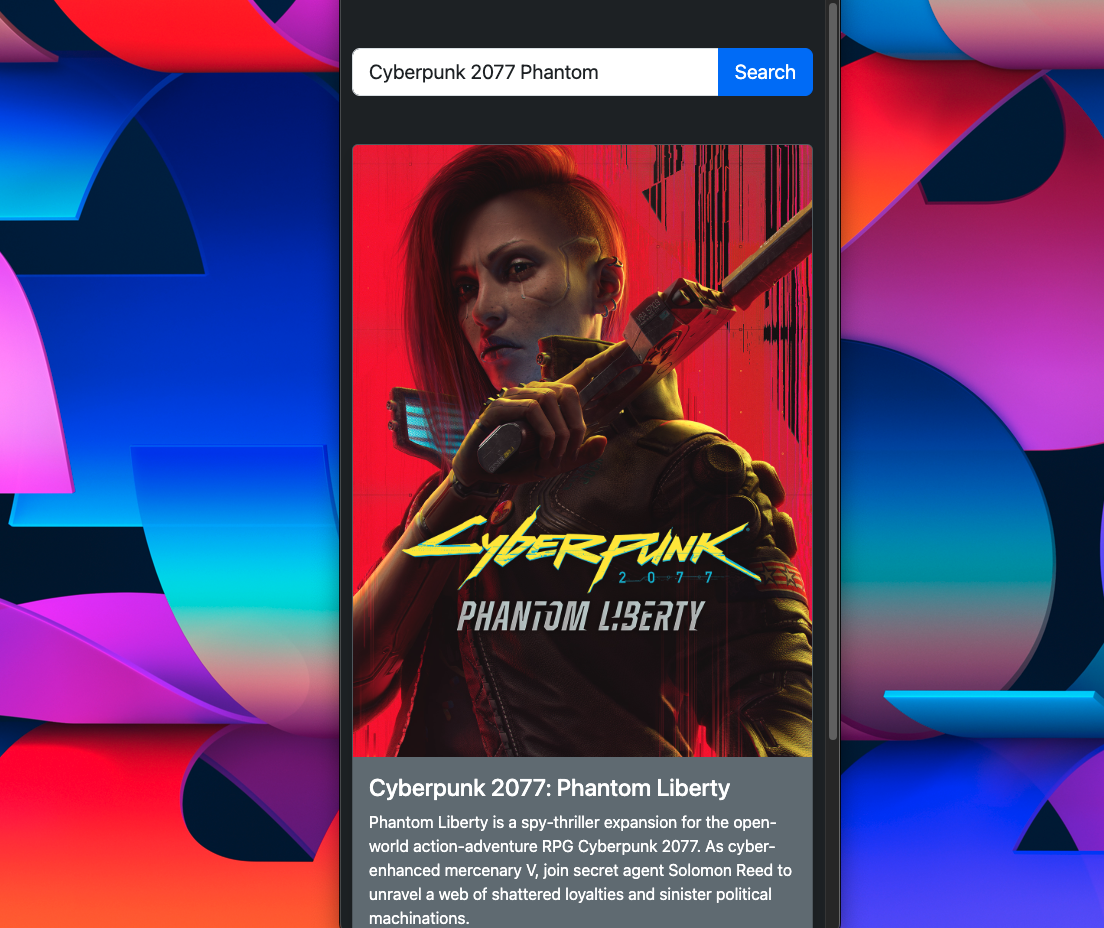 Cyberpunk 2077 Phantom
Search
Cyberpunk
2077
PHANTOM LIBERTY
Cyberpunk 2077: Phantom Liberty
Phantom Liberty is a spy-thriller expansion for the open-
world action-adventure RPG Cyberpunk 2077. As cyber-
enhanced mercenary V, join secret agent Solomon Reed to
unravel a web of shattered loyalties and sinister political
machinations.